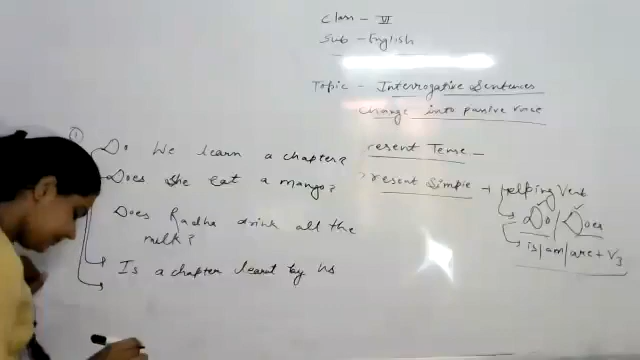 Class - VI
Sub - English
Topic - Interrogative Sentences
Change into passive voice
①
Do We learn a chapter?
Does She Eat a mango?
Does Radha drink all the
milk?
Is a chapter learnt by us
resent Tense -
resent Simple → Helping Verb
Do/Does
is/am/are + V3